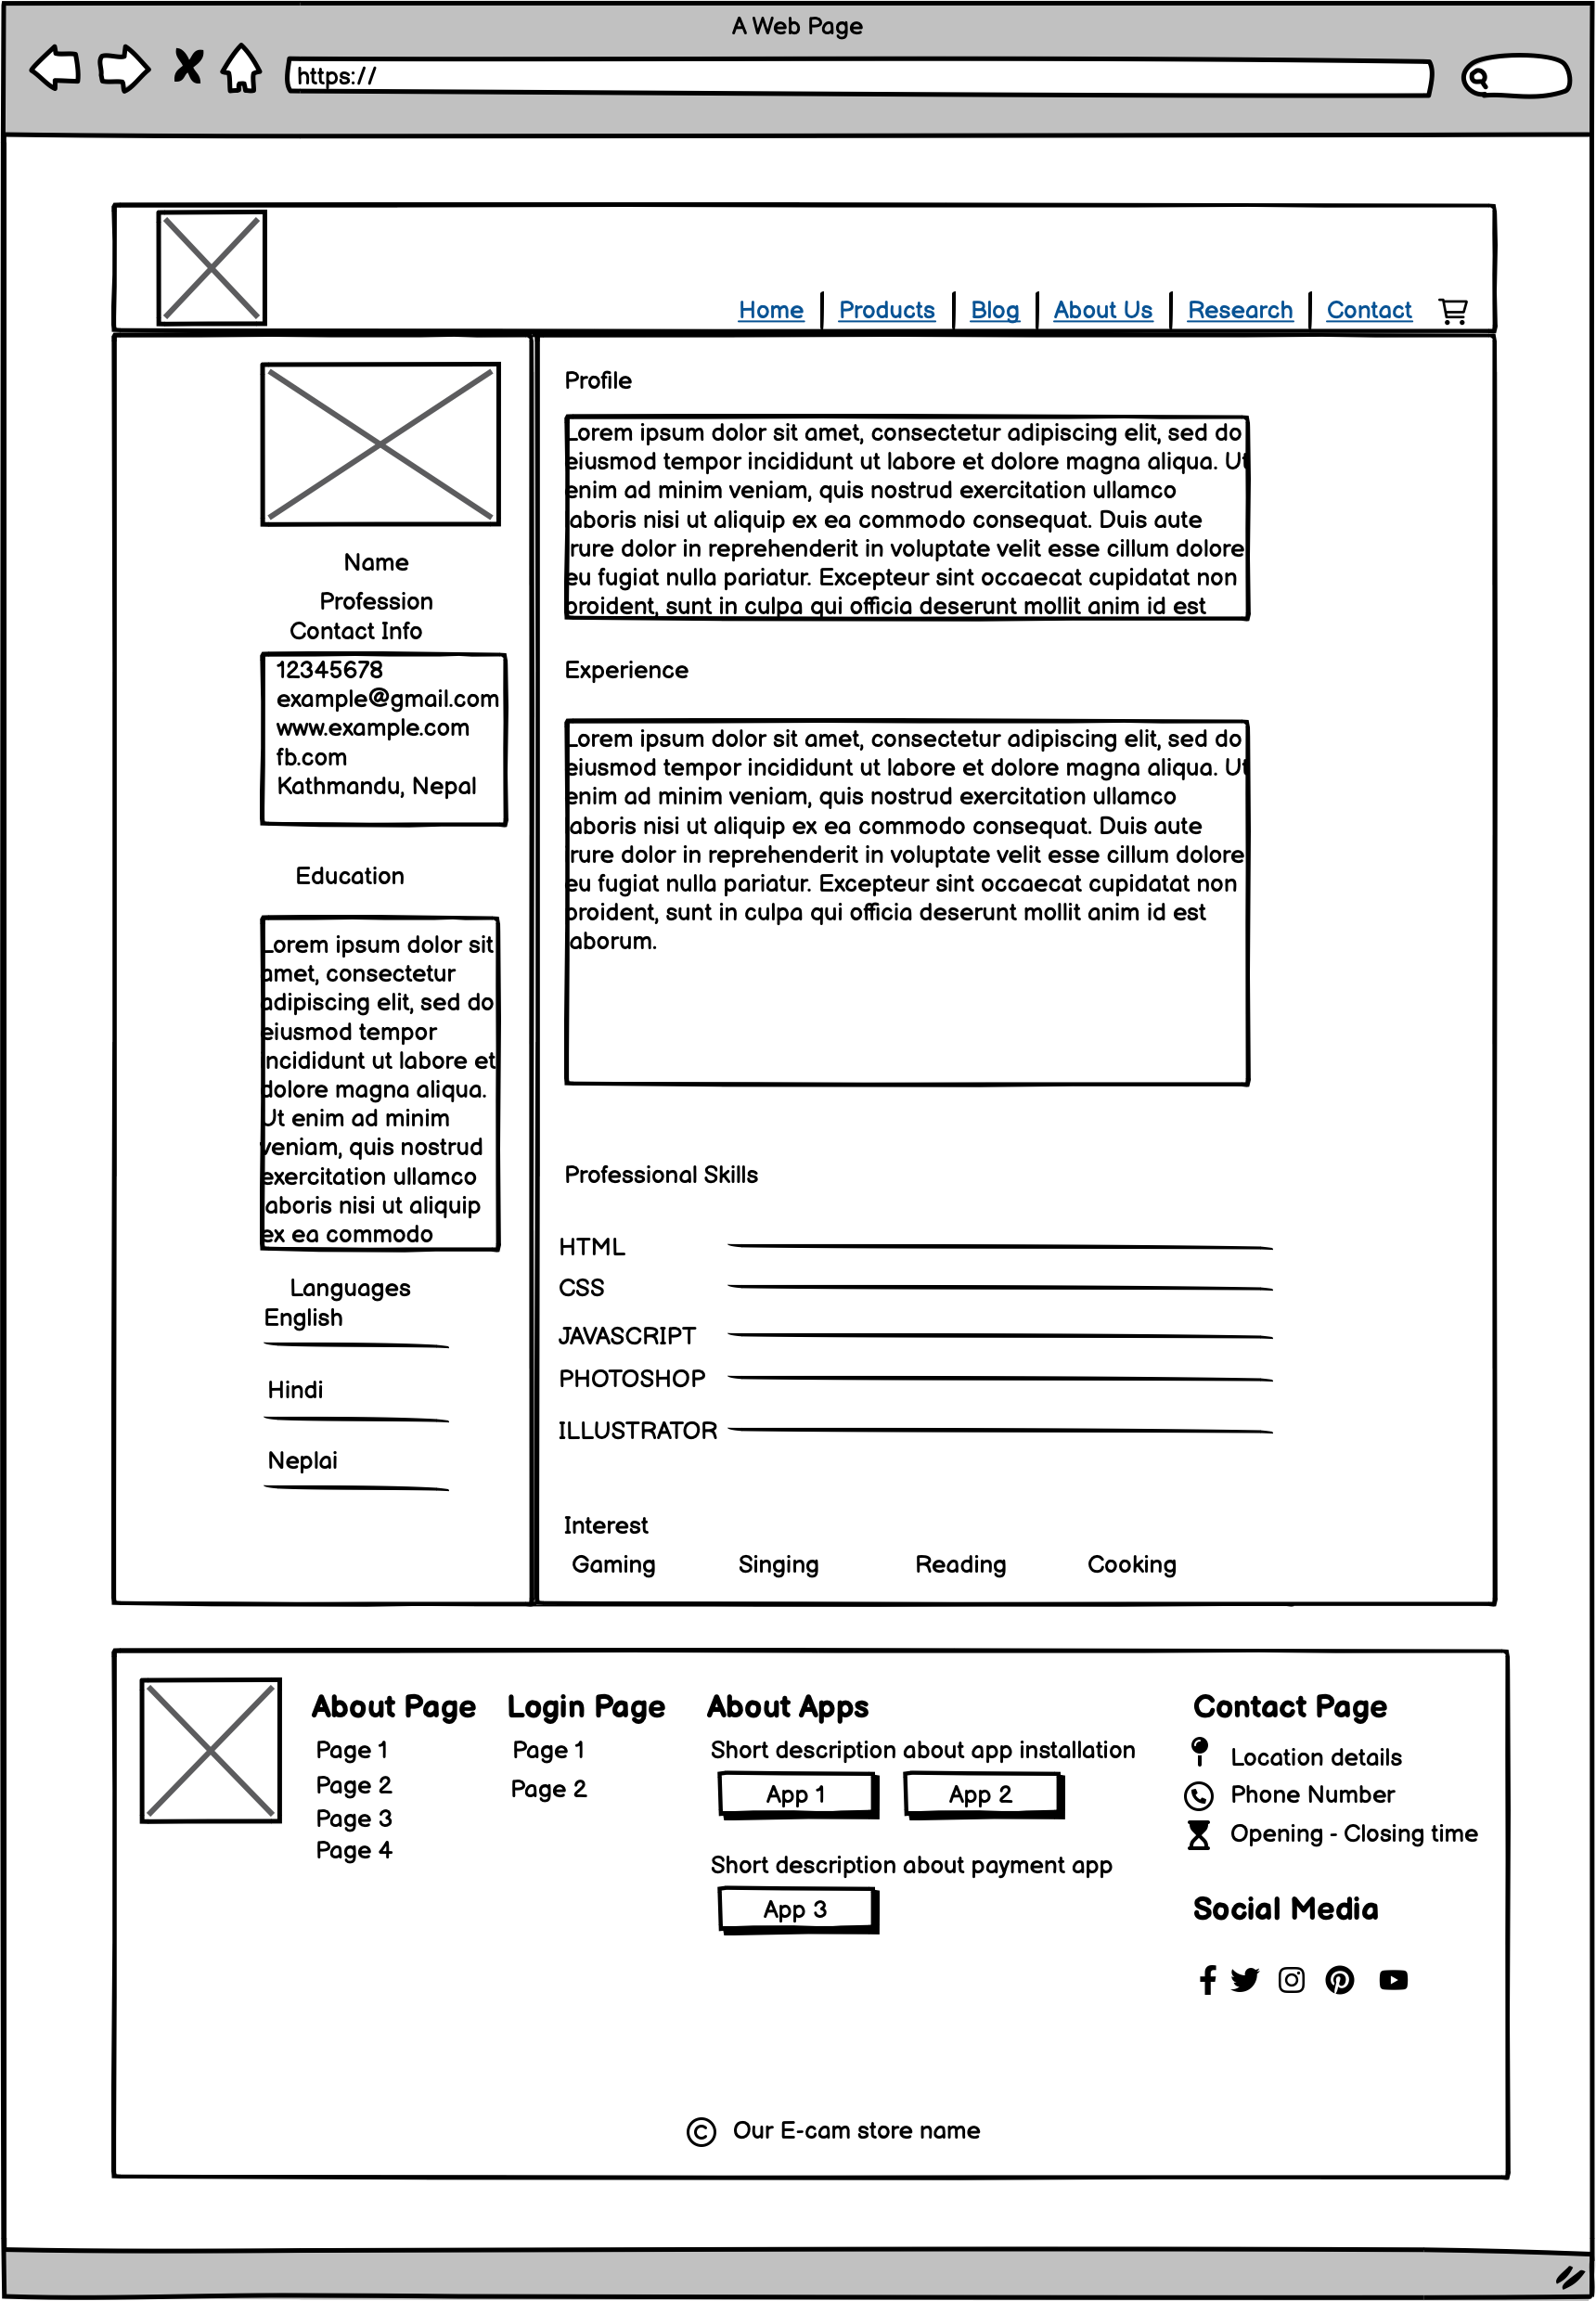 A Web Page
https://
Home Products Blog About Us Research Contact
Name
Profession
Contact Info
12345678
example@gmail.com
www.example.com
fb.com
Kathmandu, Nepal
Education
Lorem ipsum dolor sit
amet, consectetur
adipiscing elit, sed do
eiusmod tempor
incididunt ut labore et
dolore magna aliqua.
Ut enim ad minim
veniam, quis nostrud
exercitation ullamco
laboris nisi ut aliquip
ex ea commodo
Languages
English
Hindi
Neplai
Profile
Lorem ipsum dolor sit amet, consectetur adipiscing elit, sed do
eiusmod tempor incididunt ut labore et dolore magna aliqua. Ut
enim ad minim veniam, quis nostrud exercitation ullamco
laboris nisi ut aliquip ex ea commodo consequat. Duis aute
irure dolor in reprehenderit in voluptate velit esse cillum dolore
eu fugiat nulla pariatur. Excepteur sint occaecat cupidatat non
proident, sunt in culpa qui officia deserunt mollit anim id est
Experience
Lorem ipsum dolor sit amet, consectetur adipiscing elit, sed do
eiusmod tempor incididunt ut labore et dolore magna aliqua. Ut
enim ad minim veniam, quis nostrud exercitation ullamco
laboris nisi ut aliquip ex ea commodo consequat. Duis aute
irure dolor in reprehenderit in voluptate velit esse cillum dolore
eu fugiat nulla pariatur. Excepteur sint occaecat cupidatat non
proident, sunt in culpa qui officia deserunt mollit anim id est
laborum.
Professional Skills
HTML
CSS
JAVASCRIPT
PHOTOSHOP
ILLUSTRATOR
Interest
Gaming Singing Reading Cooking
About Page
Page 1
Page 2
Page 3
Page 4
Login Page
Page 1
Page 2
About Apps
Short description about app installation
App 1 App 2
Short description about payment app
App 3
Contact Page
Location details
Phone Number
Opening - Closing time
Social Media
© Our E-cam store name